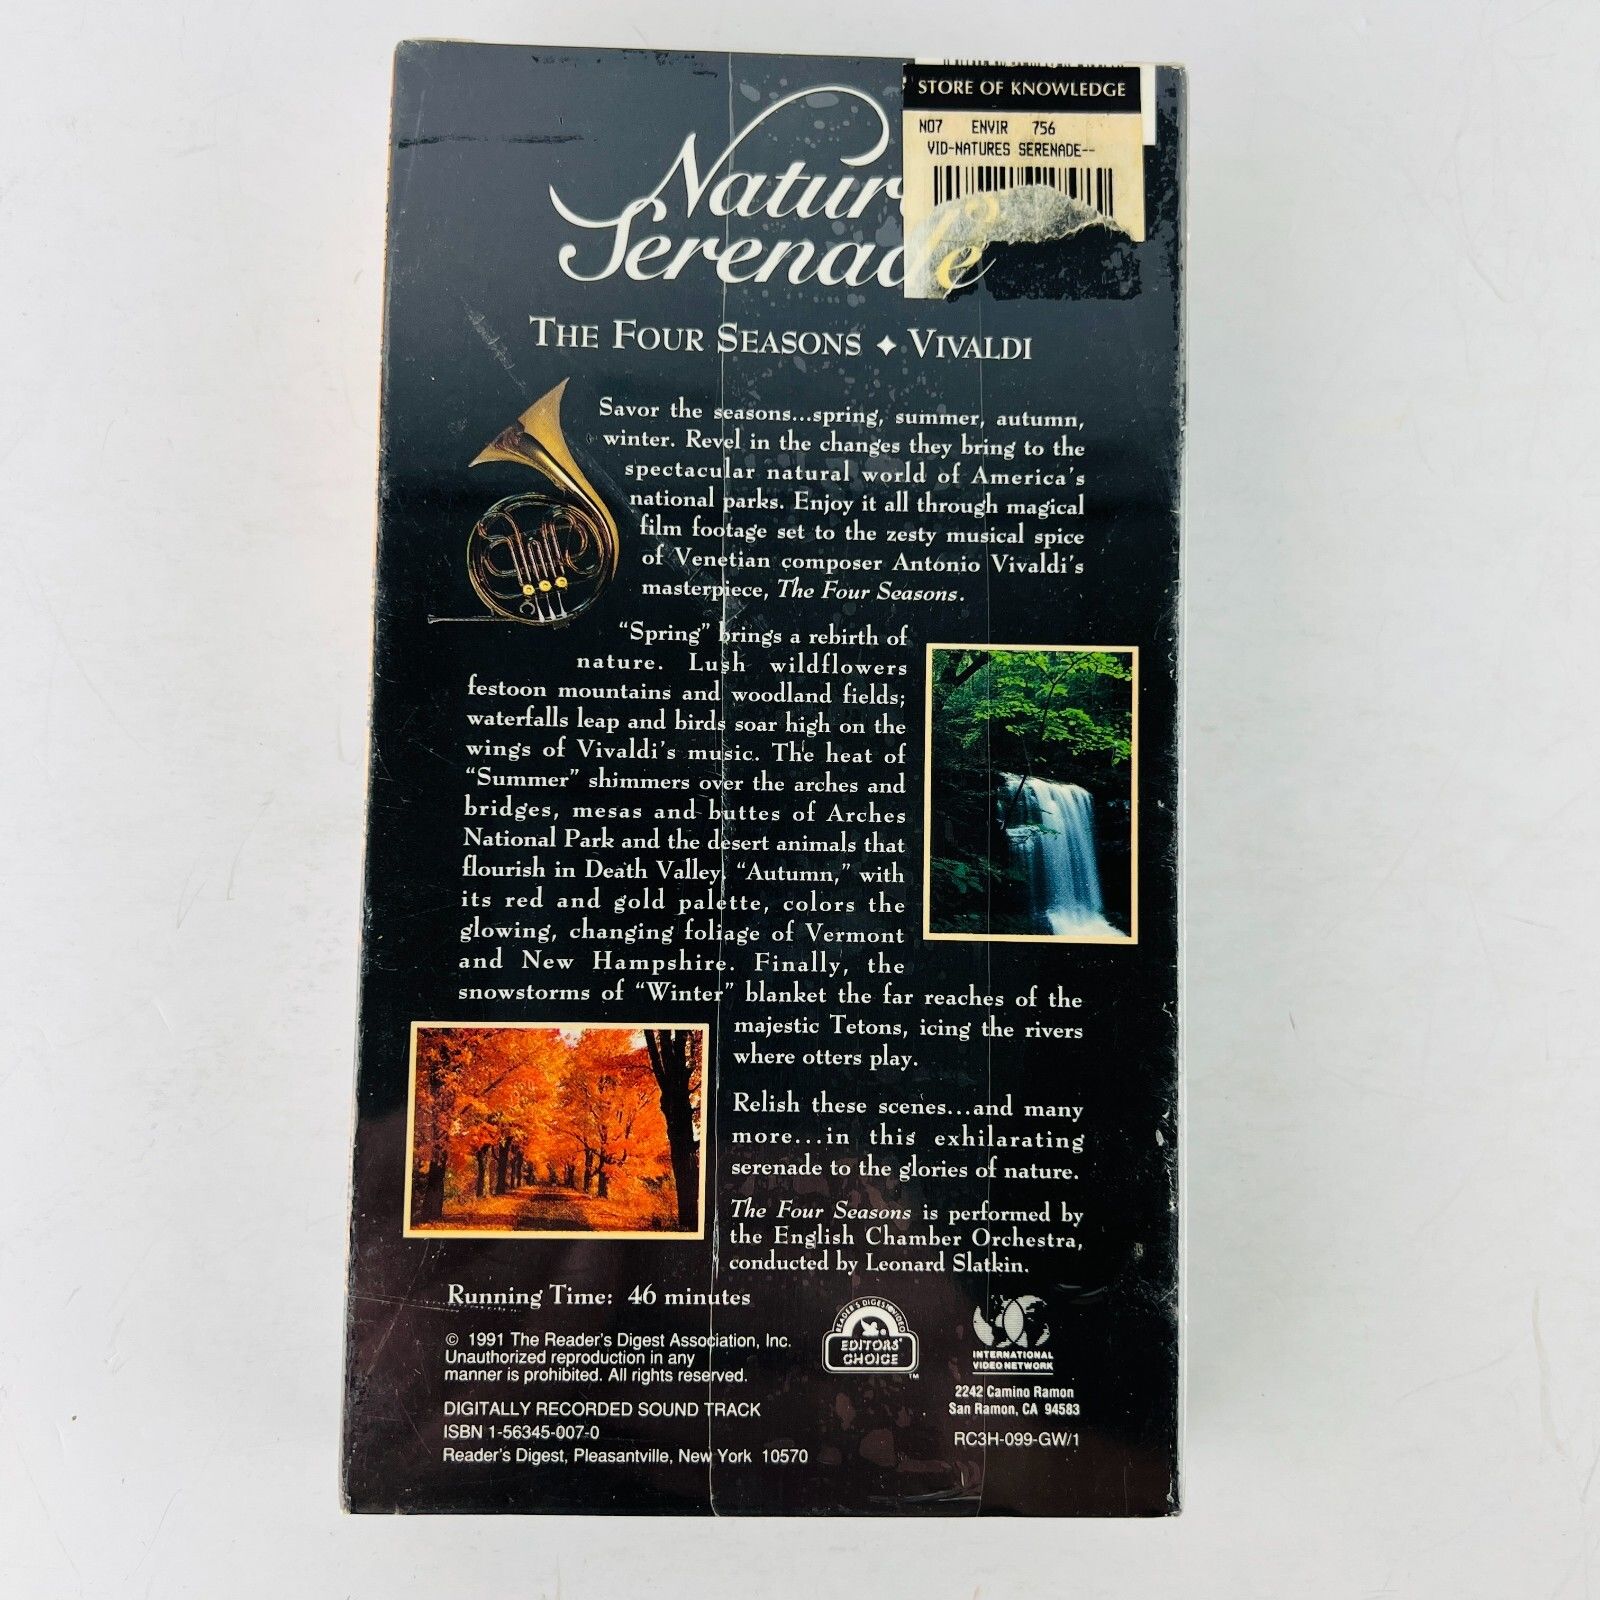 STORE OF KNOWLEDGE
NO7 ENVIR 756
VID-NATURES SERENADE--
Natur
Serenade
THE FOUR SEASONS ✦ VIVALDI
Savor the seasons...spring, summer, autumn,
winter. Revel in the changes they bring to the
spectacular natural world of America's
national parks. Enjoy it all through magical
film footage set to the zesty musical spice
of Venetian composer Antonio Vivaldi's
masterpiece, The Four Seasons.
"Spring" brings a rebirth of
nature. Lush wildflowers
festoon mountains and woodland fields;
waterfalls leap and birds soar high on the
wings of Vivaldi's music. The heat of
"Summer" shimmers over the arches and
bridges, mesas and buttes of Arches
National Park and the desert animals that
flourish in Death Valley. "Autumn," with
its red and gold palette, colors the
glowing, changing foliage of Vermont
and New Hampshire. Finally, the
snowstorms of "Winter" blanket the far reaches of the
majestic Tetons, icing the rivers
where otters play.
Relish these scenes...and many
more...in this exhilarating
serenade to the glories of nature.
The Four Seasons is performed by
the English Chamber Orchestra,
conducted by Leonard Slatkin.
Running Time: 46 minutes
© 1991 The Reader's Digest Association, Inc.
Unauthorized reproduction in any
manner is prohibited. All rights reserved.
DIGITALLY RECORDED SOUND TRACK
ISBN 1-56345-007-0
Reader's Digest, Pleasantville, New York 10570
READER'S DIGEST VIDEO
EDITORS'
CHOICE
TM
INTERNATIONAL
VIDEO NETWORK
2242 Camino Ramon
San Ramon, CA 94583
RC3H-099-GW/1